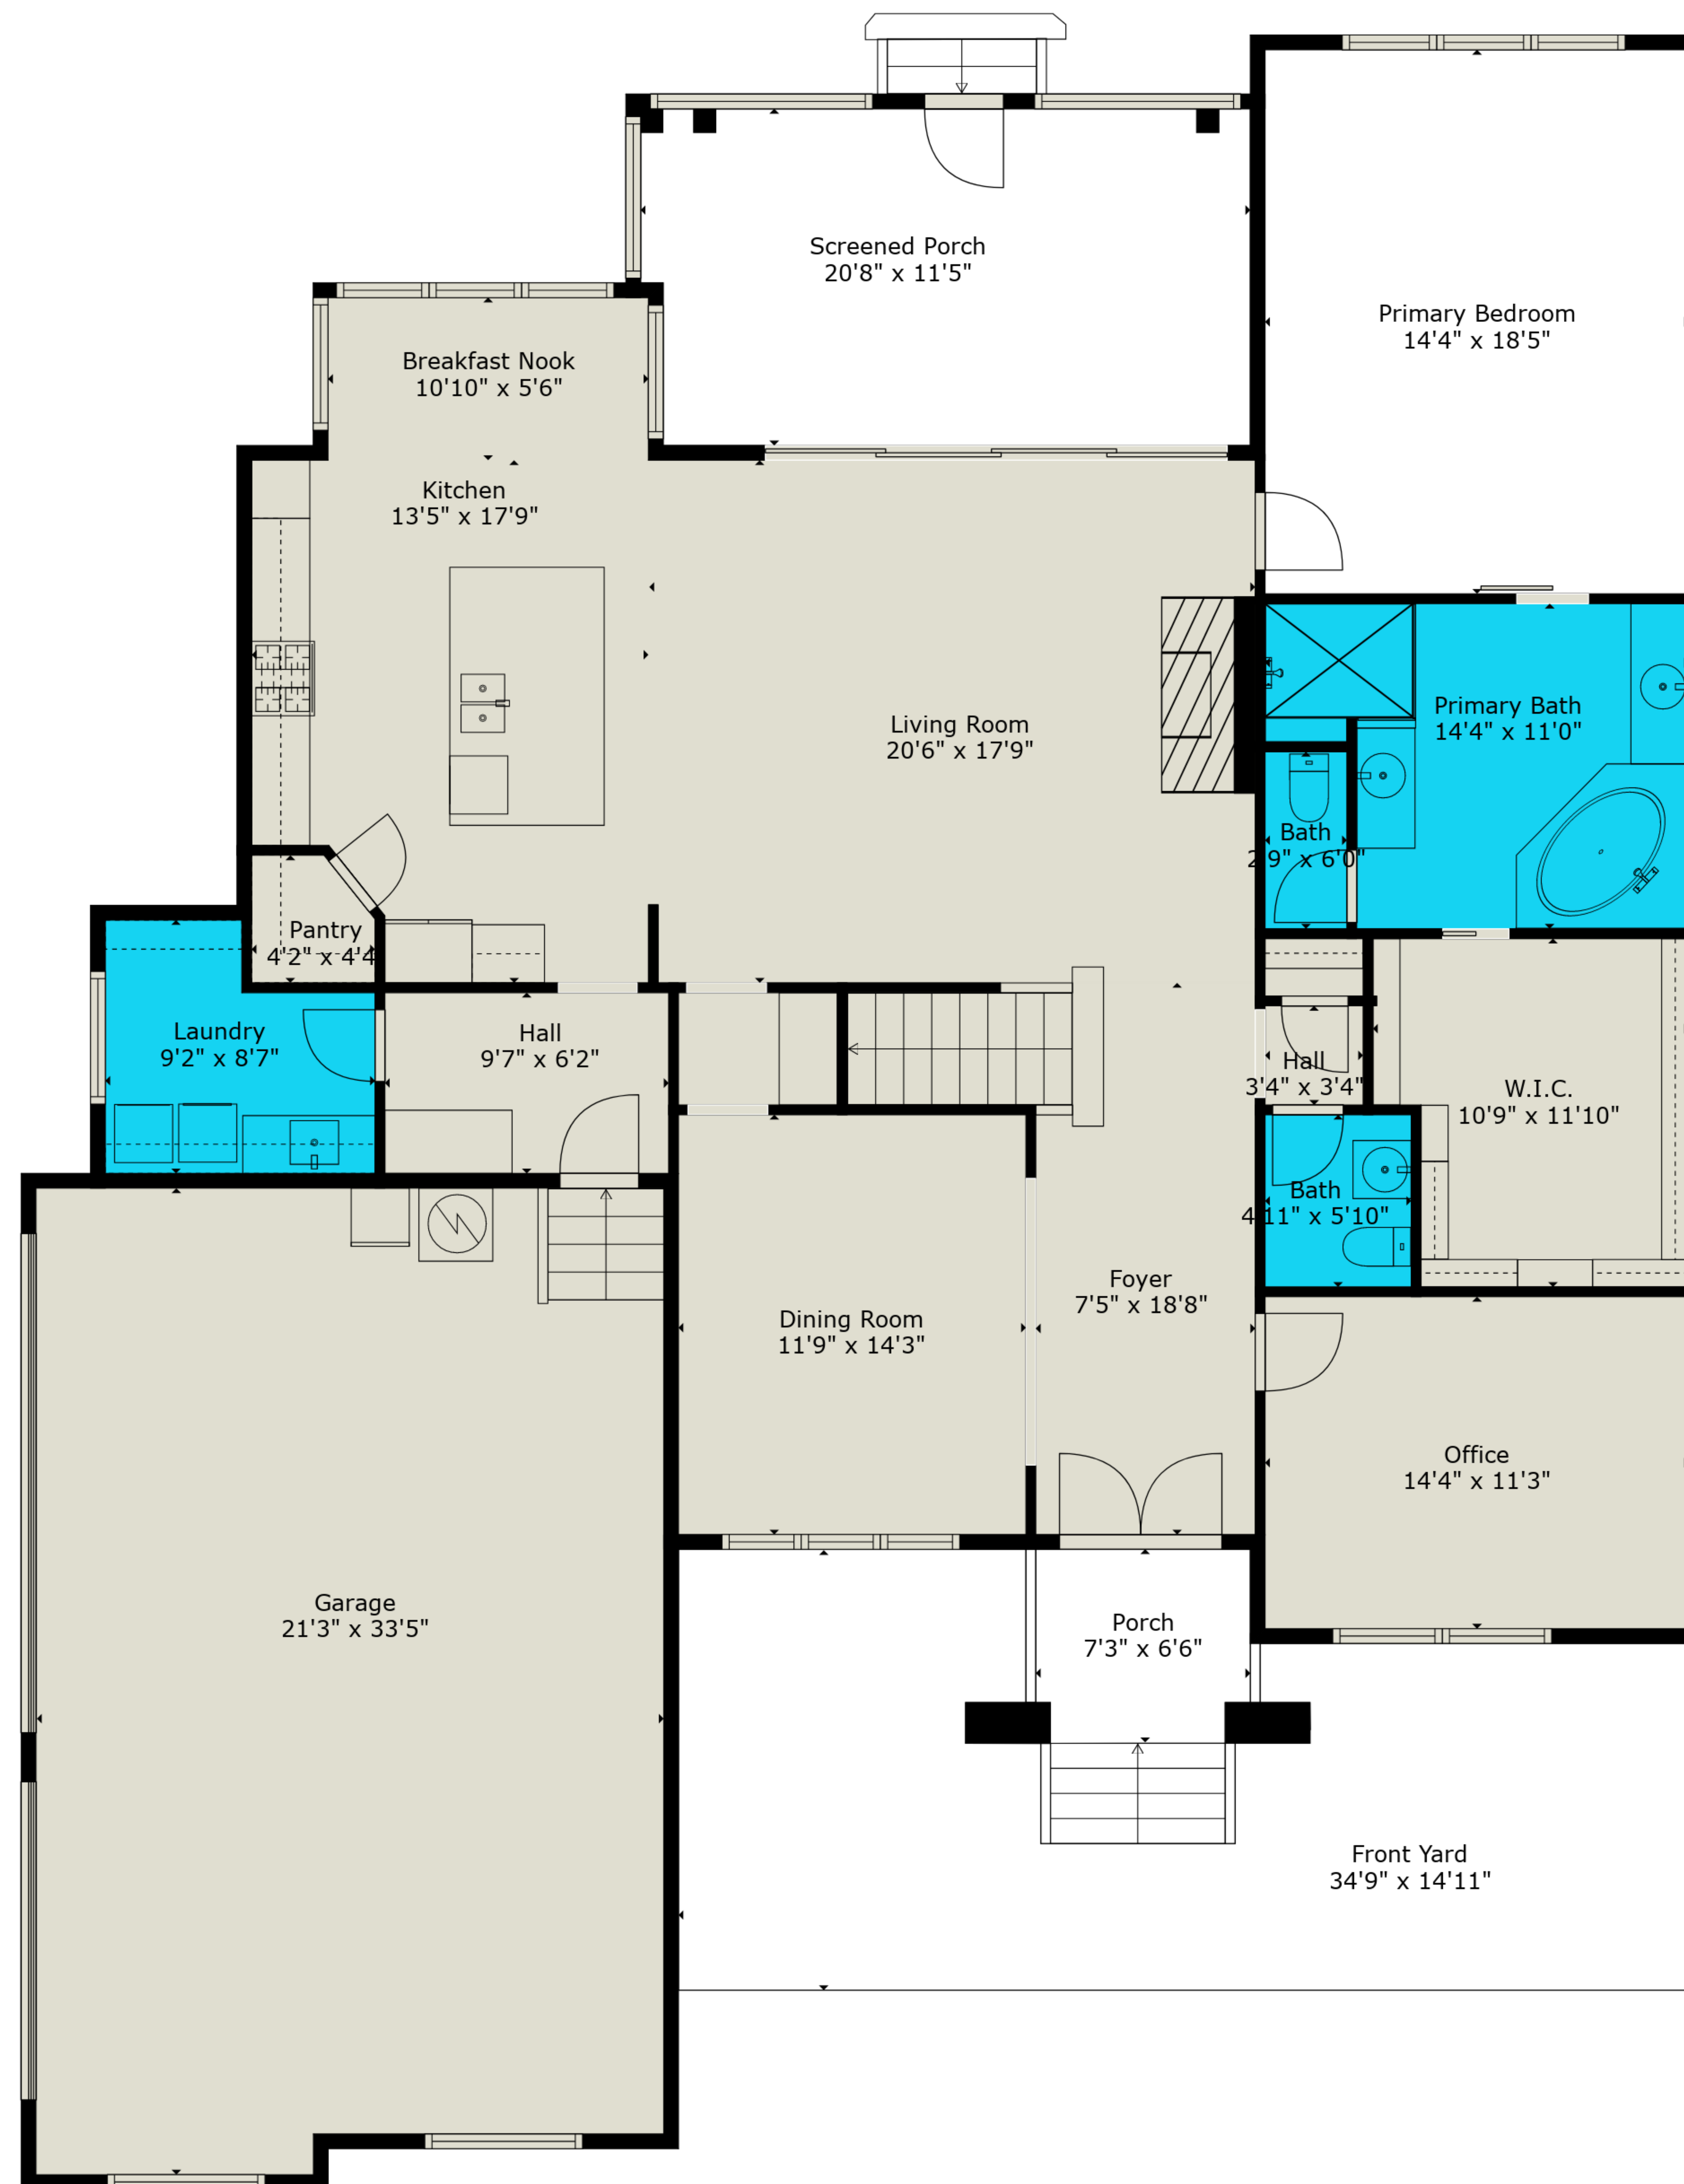 Screened Porch
20'8" x 11'5"
Primary Bedroom
14'4" x 18'5"
Breakfast Nook
10'10" x 5'6"
Kitchen
13'5" x 17'9"
Living Room
20'6" x 17'9"
Primary Bath
14'4" x 11'0"
Bath
2'9" x 6'0"
Pantry
4'2" x 4'4
Laundry
9'2" x 8'7"
Hall
9'7" x 6'2"
Hall
3'4" x 3'4"
W.I.C.
10'9" x 11'10"
Bath
4'11" x 5'10"
Foyer
7'5" x 18'8"
Dining Room
11'9" x 14'3"
Office
14'4" x 11'3"
Garage
21'3" x 33'5"
Porch
7'3" x 6'6"
Front Yard
34'9" x 14'11"